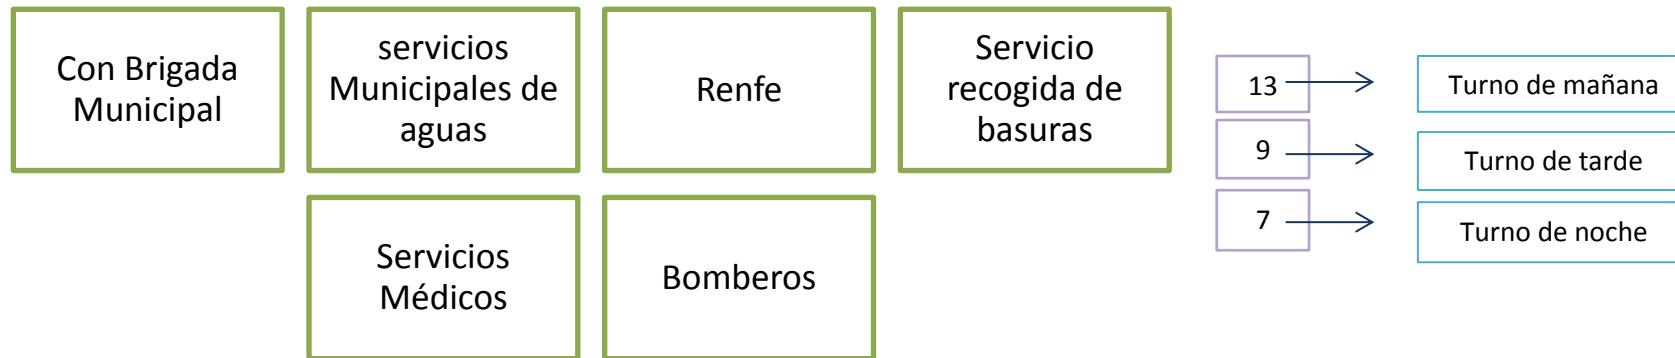 Con Brigada
Municipal
servicios
Municipales de
aguas
Renfe
Servicio
recogida de
basuras
Servicios
Médicos
Bomberos
13
Turno de mañana
9
Turno de tarde
7
Turno de noche